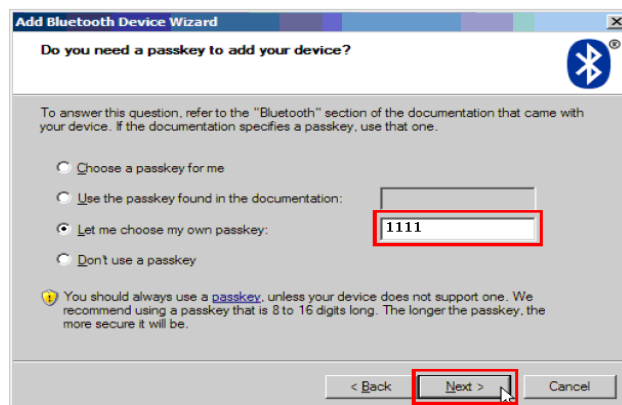 Add Bluetooth Device Wizard
Do you need a passkey to add your device?
®
To answer this question, refer to the "Bluetooth" section of the documentation that came with
your device. If the documentation specifies a passkey, use that one.
Choose a passkey for me
Use the passkey found in the documentation:
Let me choose my own passkey: 1111
Don't use a passkey
You should always use a passkey, unless your device does not support one. We
recommend using a passkey that is 8 to 16 digits long. The longer the passkey, the
more secure it will be.
< Back Next > Cancel